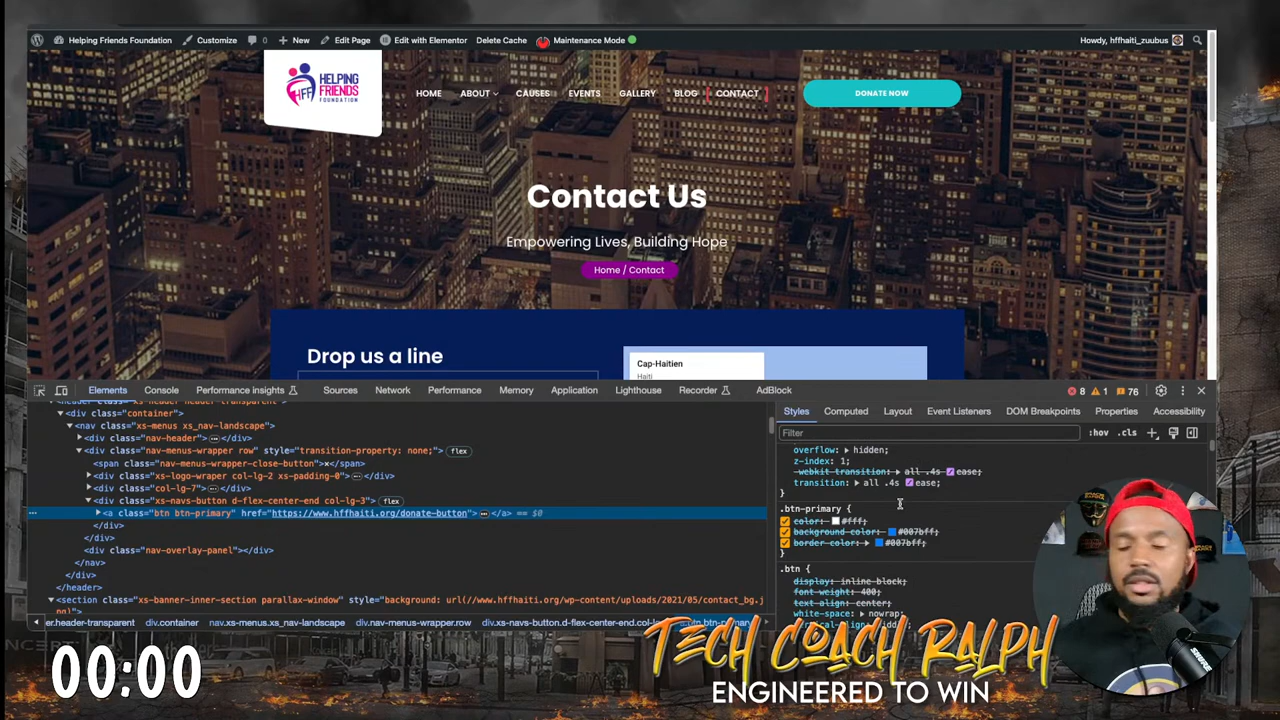 Helping Friends Foundation Customize 0 New Edit Page Edit with Elementor Delete Cache Maintenance Mode Howdy, hffhaiti_zuubus
HFF HELPING FRIENDS FOUNDATION
HOME ABOUT CAUSES EVENTS GALLERY BLOG CONTACT DONATE NOW
Contact Us
Empowering Lives, Building Hope
Home / Contact
Drop us a line
Cap-Haitien
Haiti
Elements Console Performance insights Sources Network Performance Memory Application Lighthouse Recorder AdBlock 8 1 76
<div class="container">
<nav class="xs-menus xs_nav-landscape">
<div class="nav-header"> </div>
<div class="nav-menus-wrapper row" style="transition-property: none;"> flex
<span class="nav-menus-wrapper-close-button">×</span>
<div class="xs-logo-wraper col-lg-2 xs-padding-0"> </div>
<div class="col-lg-7"> </div>
<div class="xs-navs-button d-flex-center-end col-lg-3"> flex
<a class="btn btn-primary" href="https://www.hffhaiti.org/donate-button"> </a> == $0
</div>
</div>
<div class="nav-overlay-panel"></div>
</nav>
</div>
</header>
<section class="xs-banner-inner-section parallax-window" style="background: url(//www.hffhaiti.org/wp-content/uploads/2021/05/contact_bg.j
er.header-transparent div.container nav.xs-menus.xs_nav-landscape div.nav-menus-wrapper.row div.xs-navs-button.d-flex-center-end.col-lg-3
Styles Computed Layout Event Listeners DOM Breakpoints Properties Accessibility
Filter :hov .cls
overflow: hidden;
z-index: 1;
-webkit-transition: all .4s ease;
transition: all .4s ease;
}
.btn-primary {
color: #fff;
background-color: #007bff;
border-color: #007bff;
}
.btn {
display: inline-block;
font-weight: 400;
text-align: center;
white-space: nowrap;
00:00
TECH COACH RALPH
ENGINEERED TO WIN